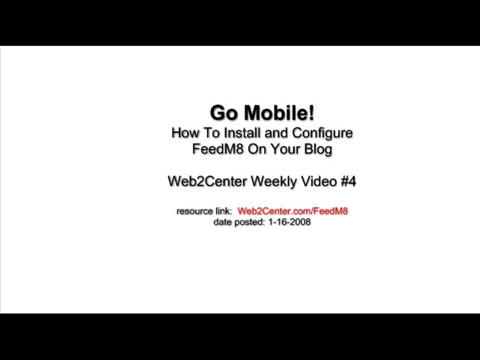 Go Mobile!
How To Install and Configure
FeedM8 On Your Blog
Web2Center Weekly Video #4
resource link: Web2Center.com/FeedM8
date posted: 1-16-2008